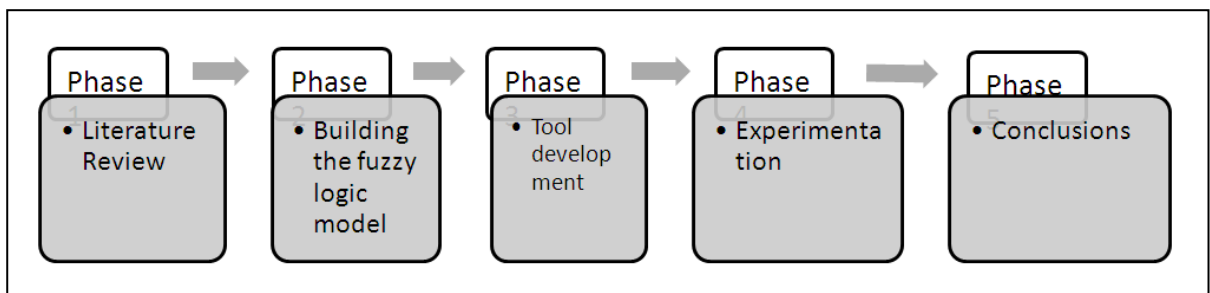 Phase
1
• Literature
Review
Phase
2
• Building
the fuzzy
logic
model
Phase
3
• Tool
develop
ment
Phase
4
• Experimenta
tion
Phase
5
• Conclusions